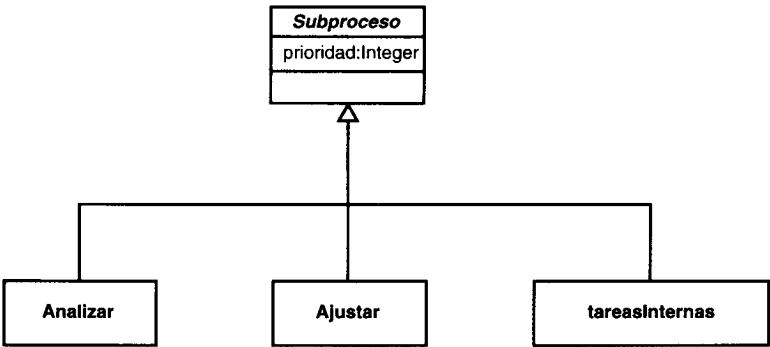 Subproceso
prioridad:Integer
Analizar
Ajustar
tareasInternas